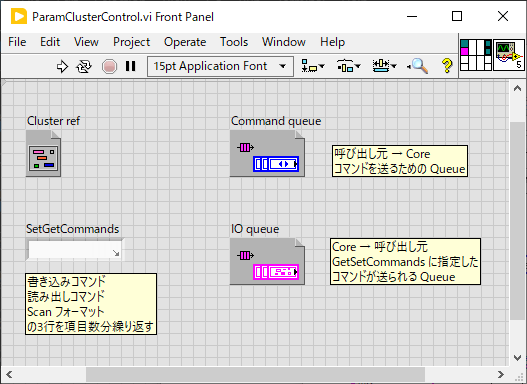 ParamClusterControl.vi Front Panel
File Edit View Project Operate Tools Window Help
15pt Application Font
5
Cluster ref
Command queue
呼び出し元 → Core
コマンドを送るための Queue
SetGetCommands
IO queue
Core → 呼び出し元
GetSetCommands に指定した
コマンドが送られる Queue
書き込みコマンド
読み出しコマンド
Scan フォーマット
の3行を項目数分繰り返す